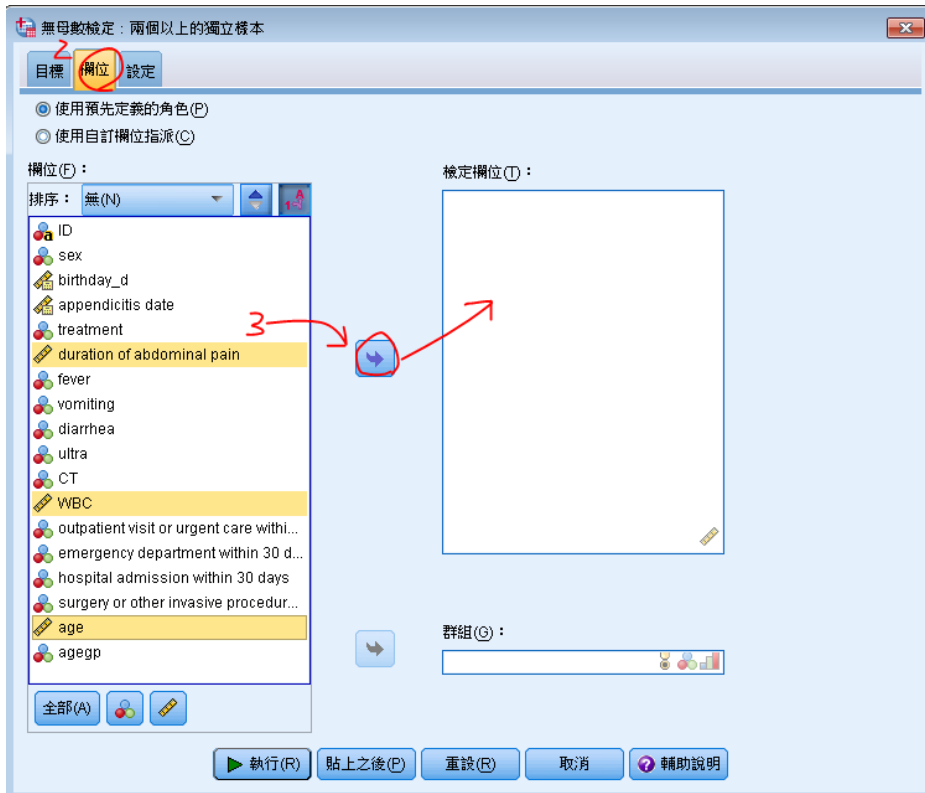 無母數檢定：兩個以上的獨立樣本
2
目標 欄位 設定
使用預先定義的角色(P)
使用自訂欄位指派(C)
欄位(F)：
排序： 無(N)
ID
sex
birthday_d
appendicitis date
treatment
3
duration of abdominal pain
fever
vomiting
diarrhea
ultra
CT
WBC
outpatient visit or urgent care withi...
emergency department within 30 d...
hospital admission within 30 days
surgery or other invasive procedur...
age
agegp
全部(A)
檢定欄位(T)：
群組(G)：
執行(R) 貼上之後(P) 重設(R) 取消 輔助說明